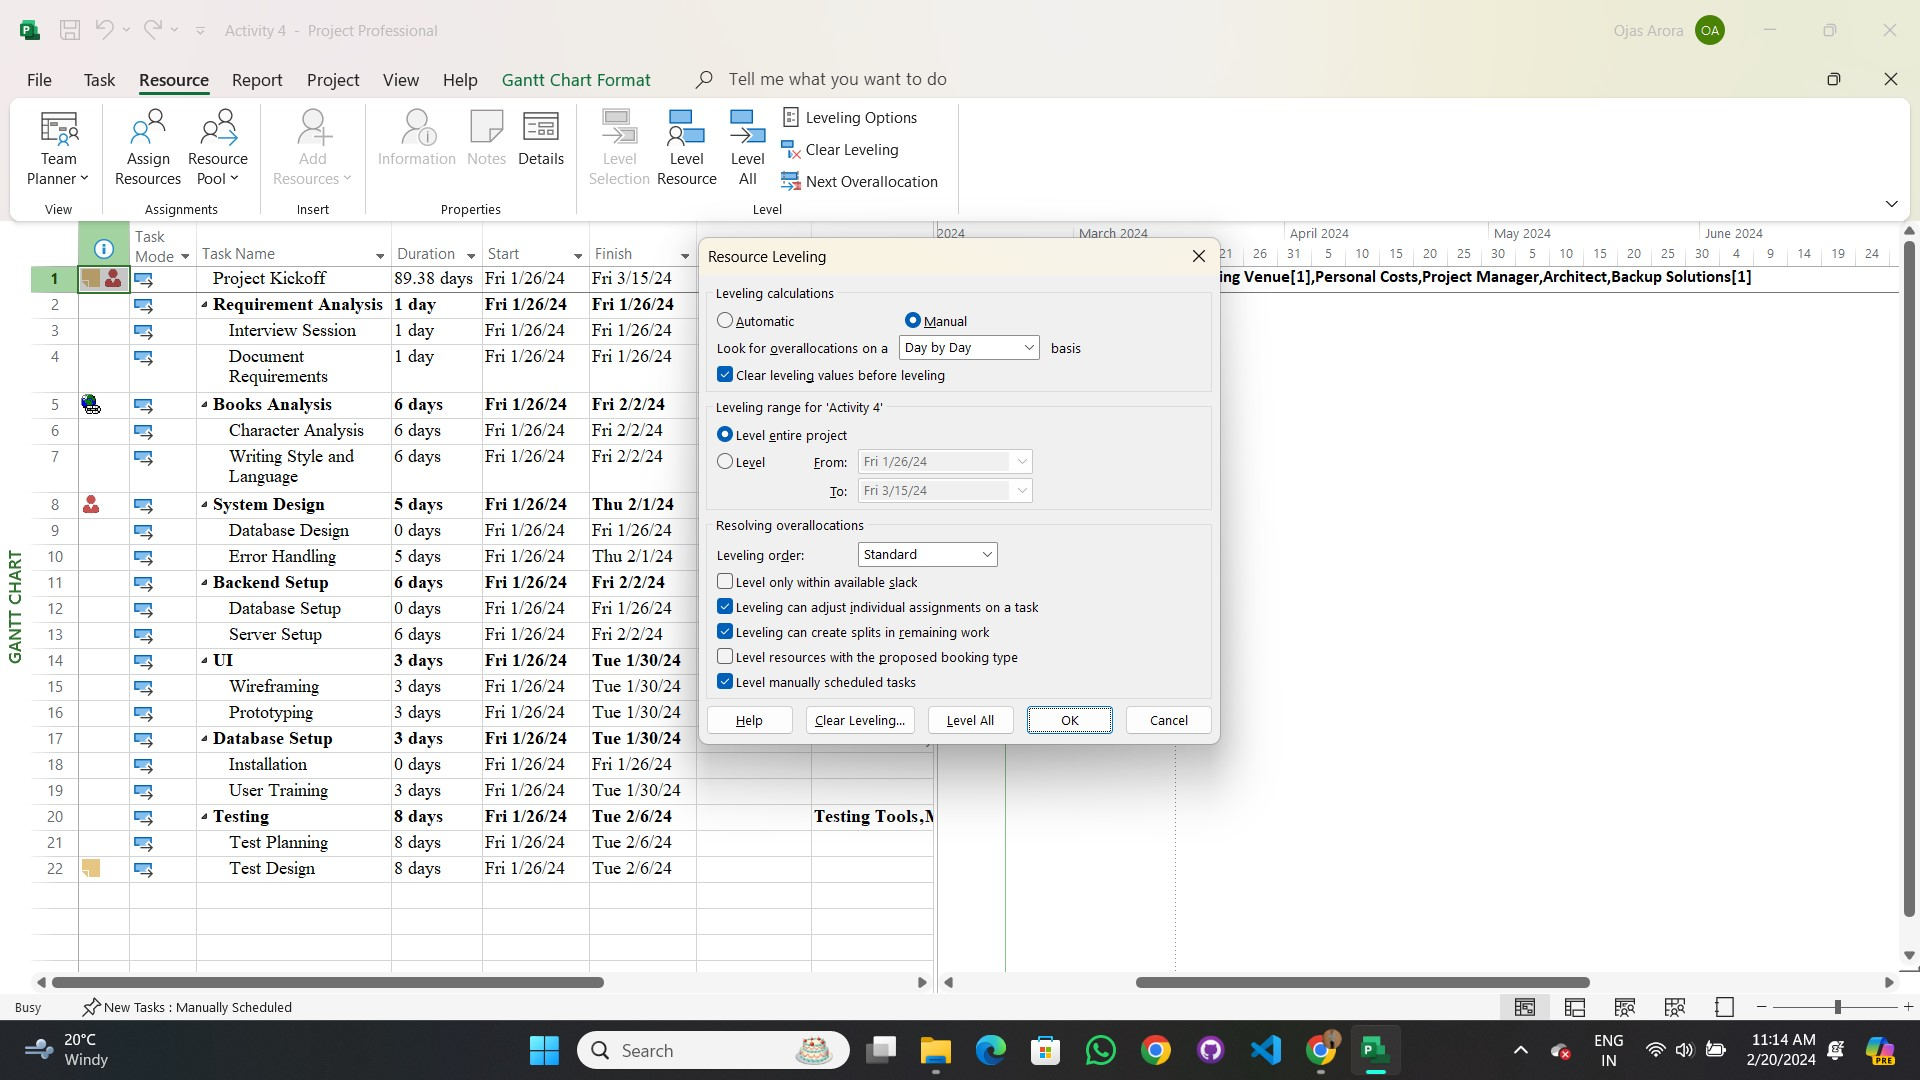 Activity 4 - Project Professional
Ojas Arora OA
File Task Resource Report Project View Help Gantt Chart Format Tell me what you want to do
Team Planner
Assign Resources
Resource Pool
Add Resources
Information
Notes
Details
Level Selection
Level Resource
Level All
Leveling Options
Clear Leveling
Next Overallocation
View Assignments Insert Properties Level
Task Mode Task Name Duration Start Finish
1 Project Kickoff 89.38 days Fri 1/26/24 Fri 3/15/24
2 Requirement Analysis 1 day Fri 1/26/24 Fri 1/26/24
3 Interview Session 1 day Fri 1/26/24 Fri 1/26/24
4 Document Requirements 1 day Fri 1/26/24 Fri 1/26/24
5 Books Analysis 6 days Fri 1/26/24 Fri 2/2/24
6 Character Analysis 6 days Fri 1/26/24 Fri 2/2/24
7 Writing Style and Language 6 days Fri 1/26/24 Fri 2/2/24
8 System Design 5 days Fri 1/26/24 Thu 2/1/24
9 Database Design 0 days Fri 1/26/24 Fri 1/26/24
10 Error Handling 5 days Fri 1/26/24 Thu 2/1/24
11 Backend Setup 6 days Fri 1/26/24 Fri 2/2/24
12 Database Setup 0 days Fri 1/26/24 Fri 1/26/24
13 Server Setup 6 days Fri 1/26/24 Fri 2/2/24
14 UI 3 days Fri 1/26/24 Tue 1/30/24
15 Wireframing 3 days Fri 1/26/24 Tue 1/30/24
16 Prototyping 3 days Fri 1/26/24 Tue 1/30/24
17 Database Setup 3 days Fri 1/26/24 Tue 1/30/24
18 Installation 0 days Fri 1/26/24 Fri 1/26/24
19 User Training 3 days Fri 1/26/24 Tue 1/30/24
20 Testing 8 days Fri 1/26/24 Tue 2/6/24 Testing Tools,M
21 Test Planning 8 days Fri 1/26/24 Tue 2/6/24
22 Test Design 8 days Fri 1/26/24 Tue 2/6/24
GANTT CHART
2024 March 2024 April 2024 May 2024 June 2024
21 26 31 5 10 15 20 25 30 5 10 15 20 25 30 4 9 14 19 24
ing Venue[1],Personal Costs,Project Manager,Architect,Backup Solutions[1]
Resource Leveling
Leveling calculations
Automatic Manual
Look for overallocations on a Day by Day basis
Clear leveling values before leveling
Leveling range for 'Activity 4'
Level entire project
Level From: Fri 1/26/24
To: Fri 3/15/24
Resolving overallocations
Leveling order: Standard
Level only within available slack
Leveling can adjust individual assignments on a task
Leveling can create splits in remaining work
Level resources with the proposed booking type
Level manually scheduled tasks
Help Clear Leveling... Level All OK Cancel
Busy New Tasks : Manually Scheduled
20°C
Windy
Search
ENG
IN
11:14 AM
2/20/2024
PRE